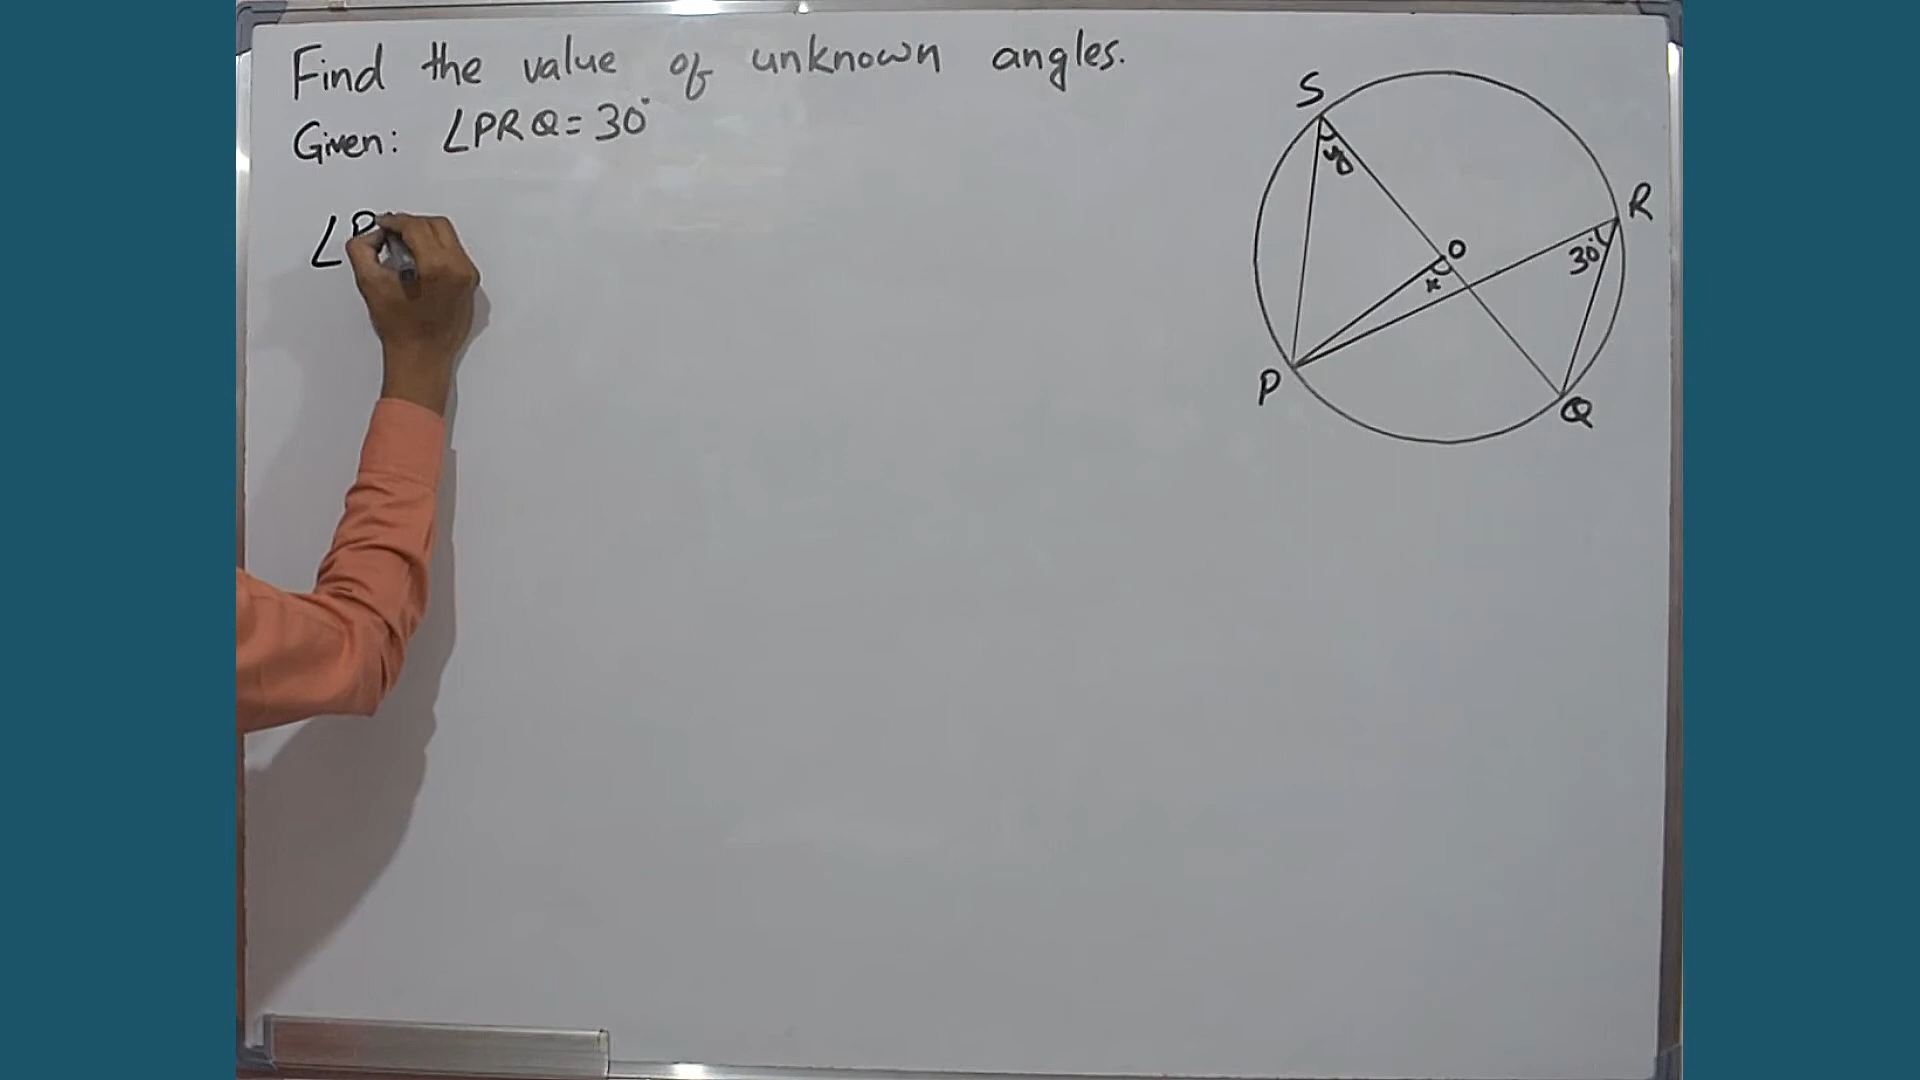 Find the value of unknown angles.
Given: ∠PRQ = 30°
∠P
S
y
R
30°
O
x
P
Q